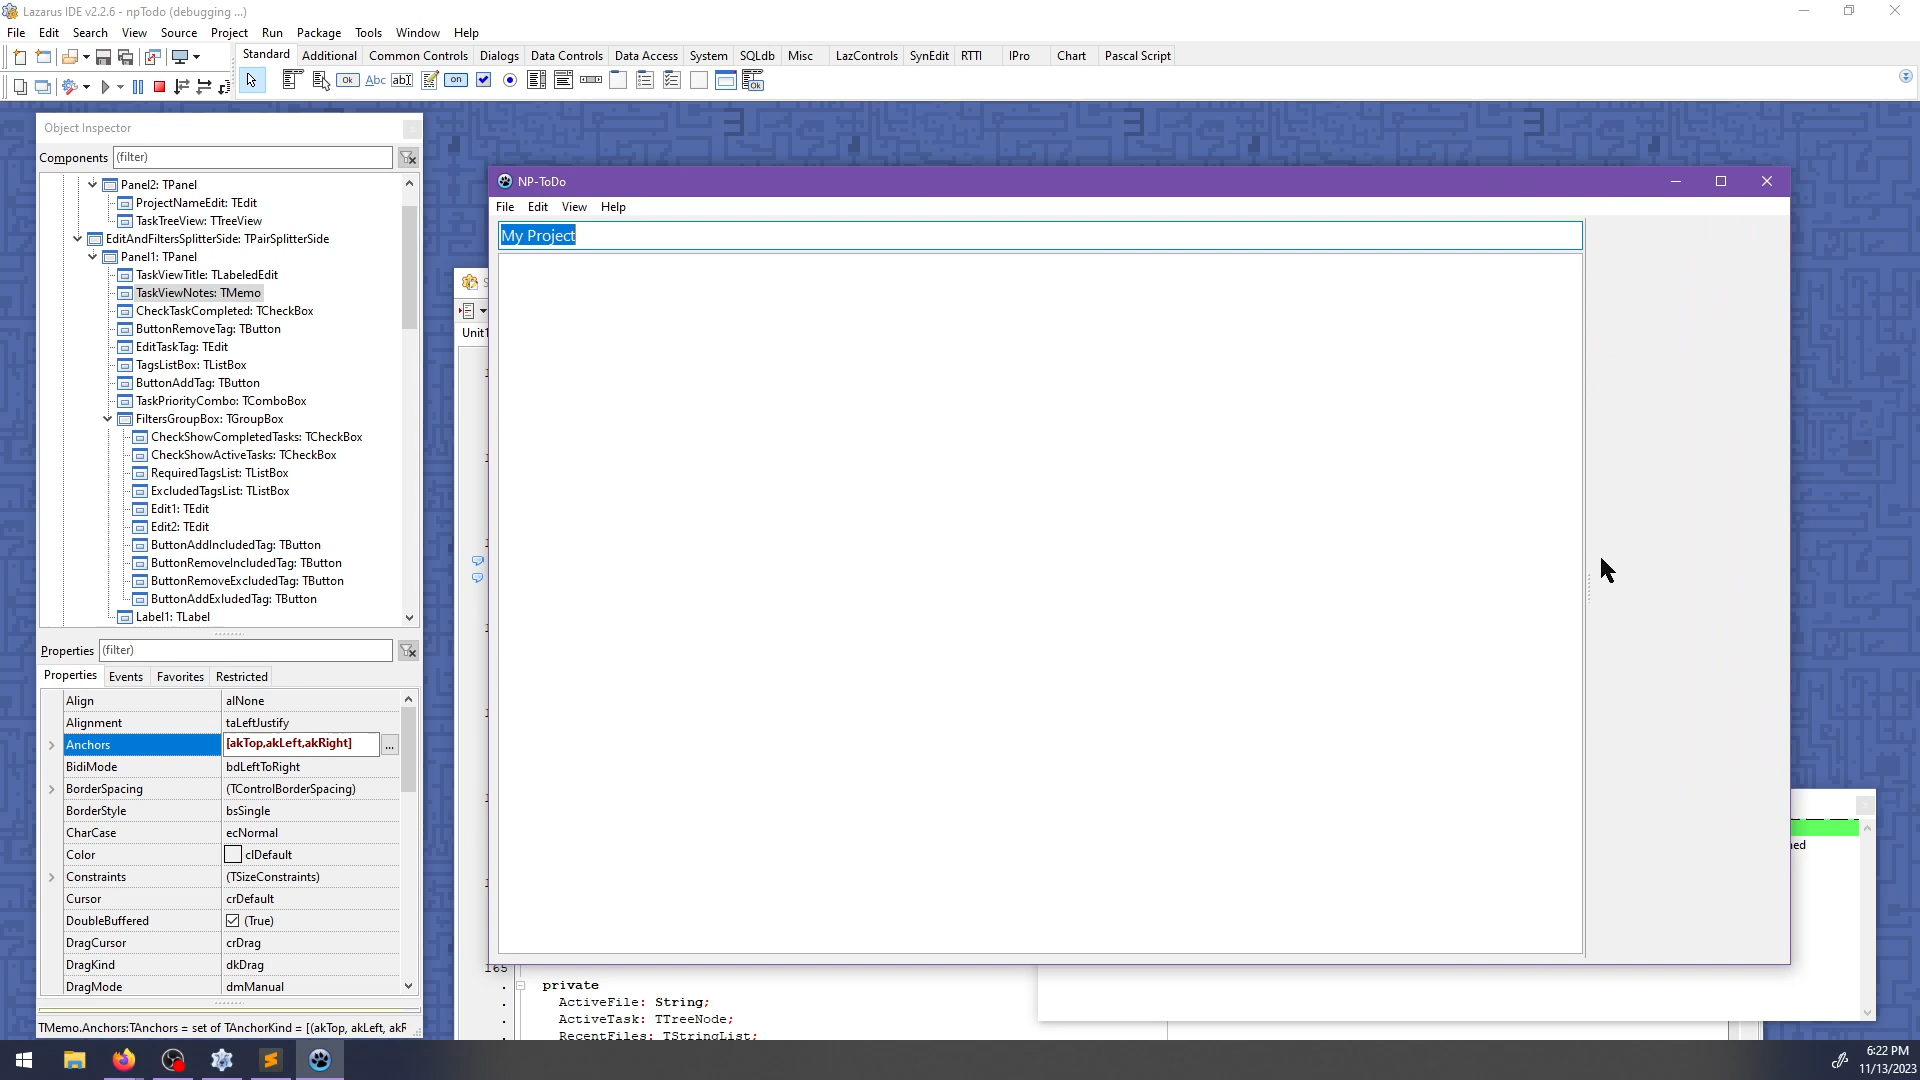 Lazarus IDE v2.2.6 - npTodo (debugging ...)
File Edit Search View Source Project Run Package Tools Window Help
Standard Additional Common Controls Dialogs Data Controls Data Access System SQLdb Misc LazControls SynEdit RTTI IPro Chart Pascal Script
Ok Abc ab on Ok
Object Inspector
Components (filter)
Panel2: TPanel
ProjectNameEdit: TEdit
TaskTreeView: TTreeView
EditAndFiltersSplitterSide: TPairSplitterSide
Panel1: TPanel
TaskViewTitle: TLabeledEdit
TaskViewNotes: TMemo
CheckTaskCompleted: TCheckBox
ButtonRemoveTag: TButton
EditTaskTag: TEdit
TagsListBox: TListBox
ButtonAddTag: TButton
TaskPriorityCombo: TComboBox
FiltersGroupBox: TGroupBox
CheckShowCompletedTasks: TCheckBox
CheckShowActiveTasks: TCheckBox
RequiredTagsList: TListBox
ExcludedTagsList: TListBox
Edit1: TEdit
Edit2: TEdit
ButtonAddIncludedTag: TButton
ButtonRemoveIncludedTag: TButton
ButtonRemoveExcludedTag: TButton
ButtonAddExludedTag: TButton
Label1: TLabel
Properties (filter)
Properties Events Favorites Restricted
Align alNone
Alignment taLeftJustify
Anchors [akTop,akLeft,akRight] ...
BidiMode bdLeftToRight
BorderSpacing (TControlBorderSpacing)
BorderStyle bsSingle
CharCase ecNormal
Color clDefault
Constraints (TSizeConstraints)
Cursor crDefault
DoubleBuffered (True)
DragCursor crDrag
DragKind dkDrag
DragMode dmManual
TMemo.Anchors:TAnchors = set of TAnchorKind = [(akTop, akLeft, akR
NP-ToDo
File Edit View Help
My Project
Unit1
165
private
ActiveFile: String;
ActiveTask: TTreeNode;
RecentFiles: TStringList;
ed
6:22 PM
11/13/2023